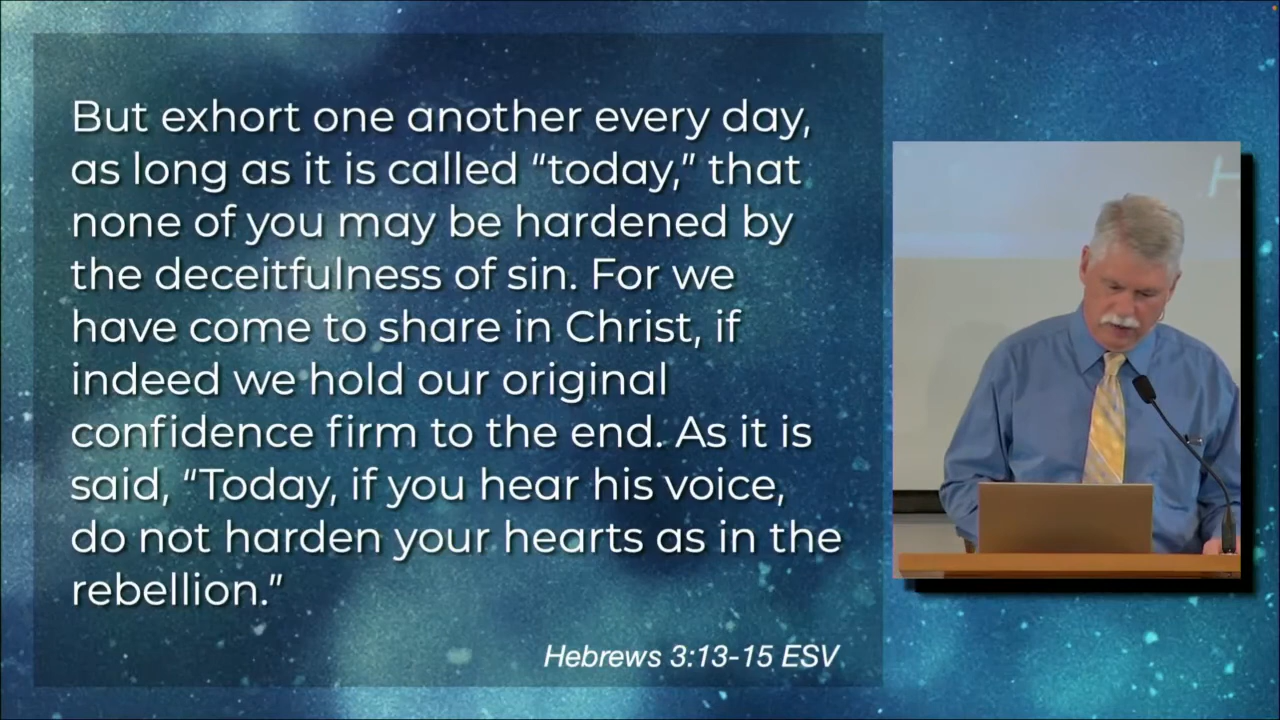 But exhort one another every day,
as long as it is called “today,” that
none of you may be hardened by
the deceitfulness of sin. For we
have come to share in Christ, if
indeed we hold our original
confidence firm to the end. As it is
said, “Today, if you hear his voice,
do not harden your hearts as in the
rebellion.”
Hebrews 3:13-15 ESV